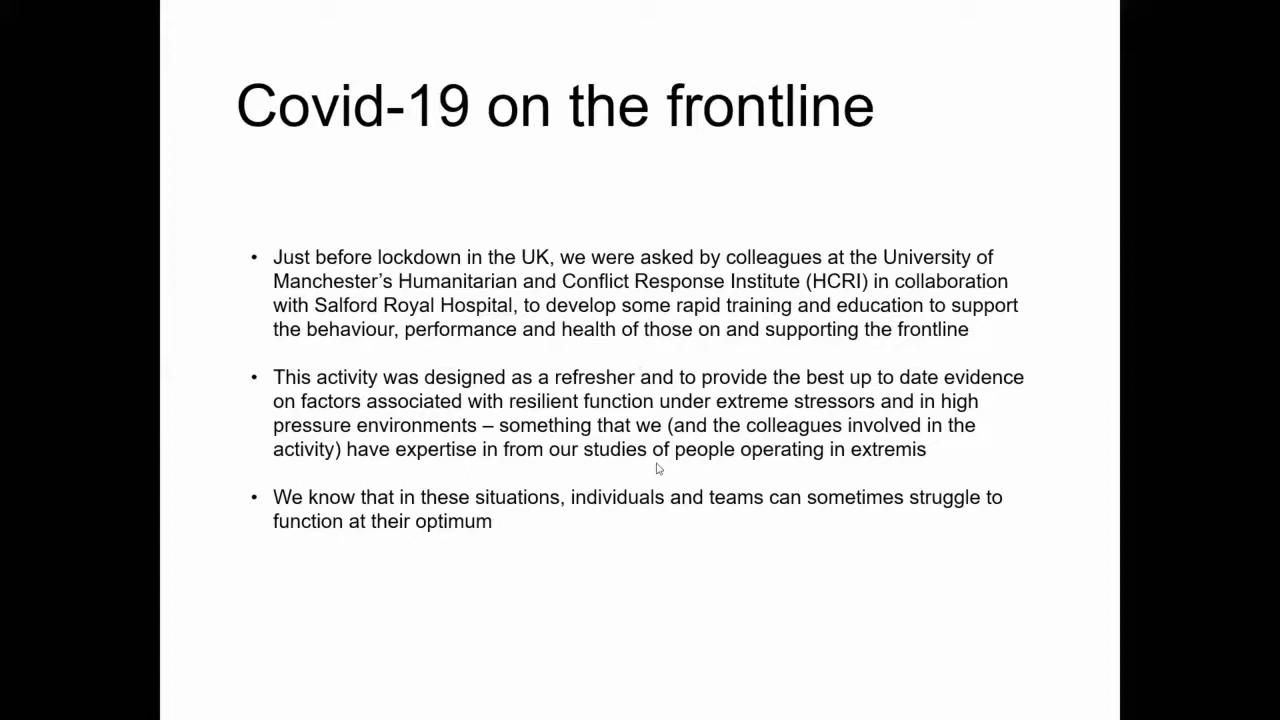 Covid-19 on the frontline
• Just before lockdown in the UK, we were asked by colleagues at the University of
Manchester's Humanitarian and Conflict Response Institute (HCRI) in collaboration
with Salford Royal Hospital, to develop some rapid training and education to support
the behaviour, performance and health of those on and supporting the frontline
• This activity was designed as a refresher and to provide the best up to date evidence
on factors associated with resilient function under extreme stressors and in high
pressure environments – something that we (and the colleagues involved in the
activity) have expertise in from our studies of people operating in extremis
• We know that in these situations, individuals and teams can sometimes struggle to
function at their optimum